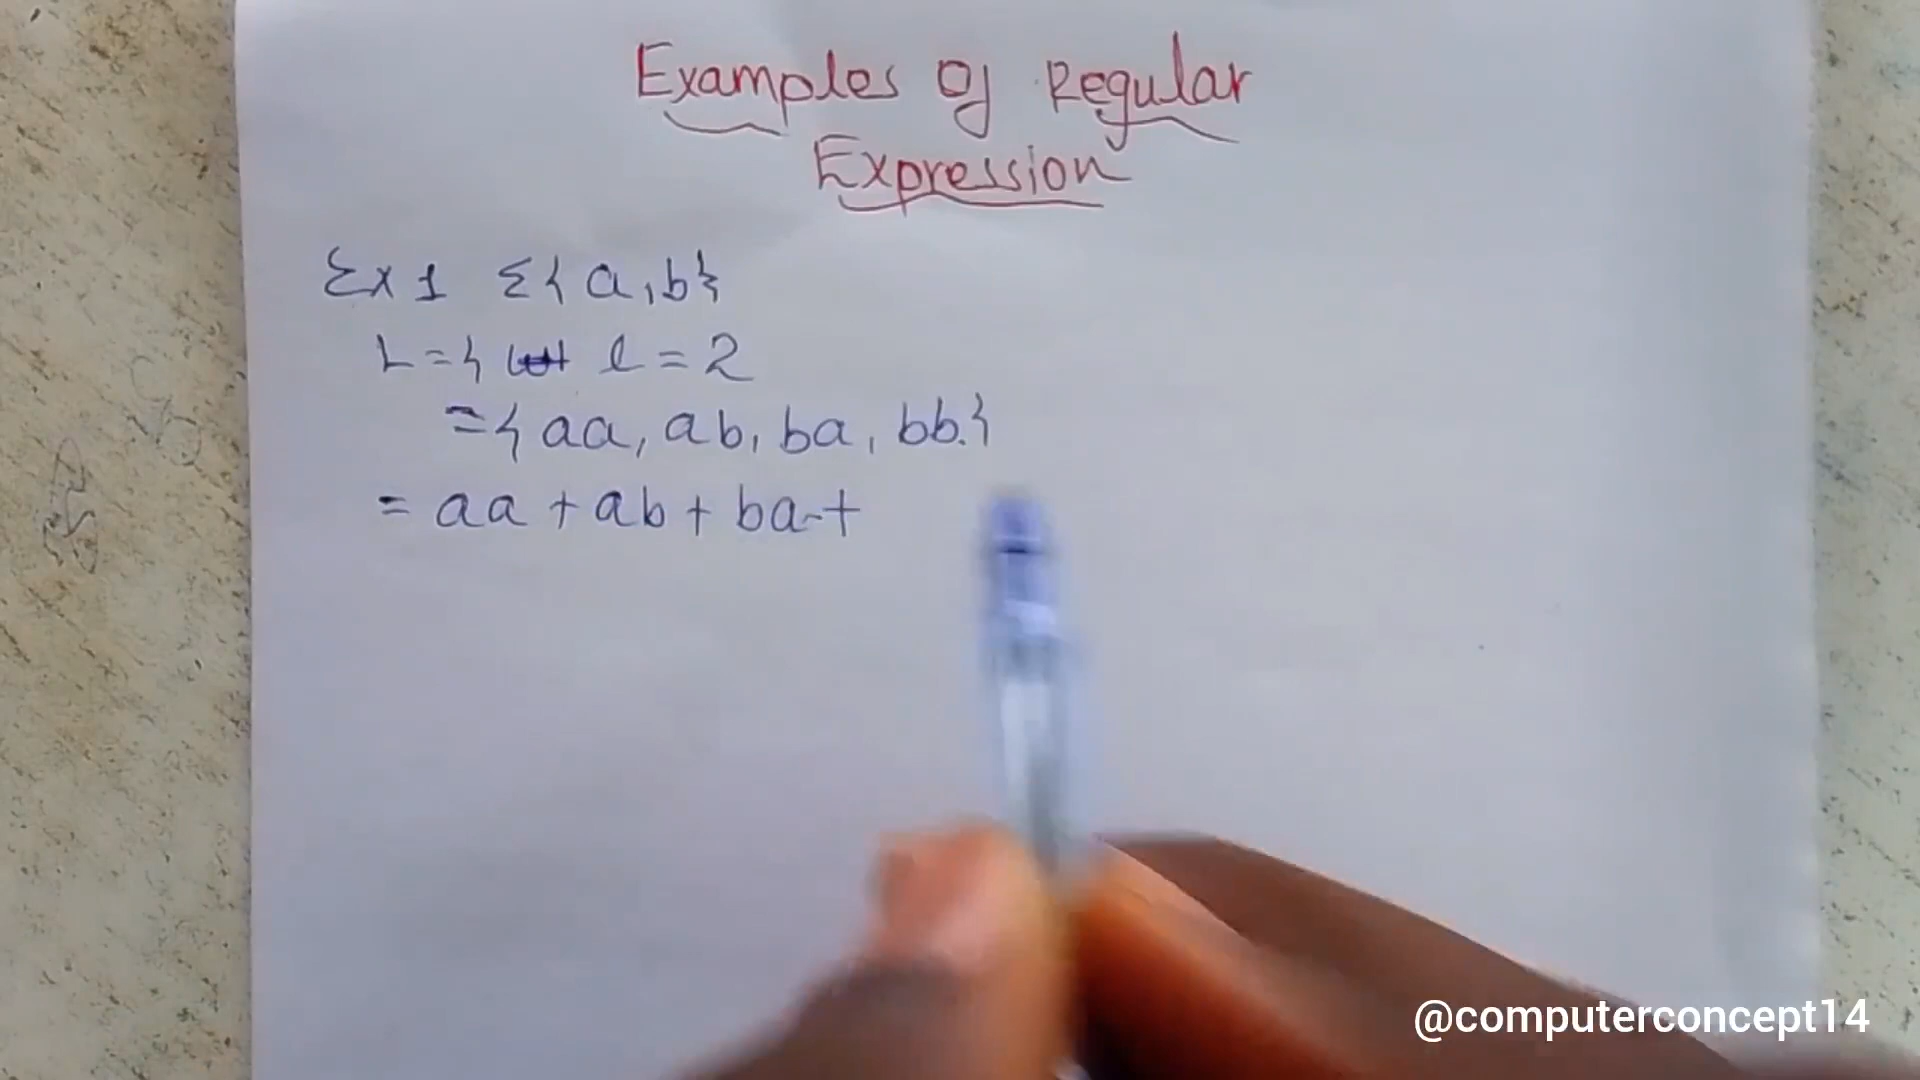 Examples Of Regular
Expression
Ex 1 Σ{a,b}
L={ l = 2
={aa, ab, ba, bb.}
= aa + ab + ba +
@computerconcept14